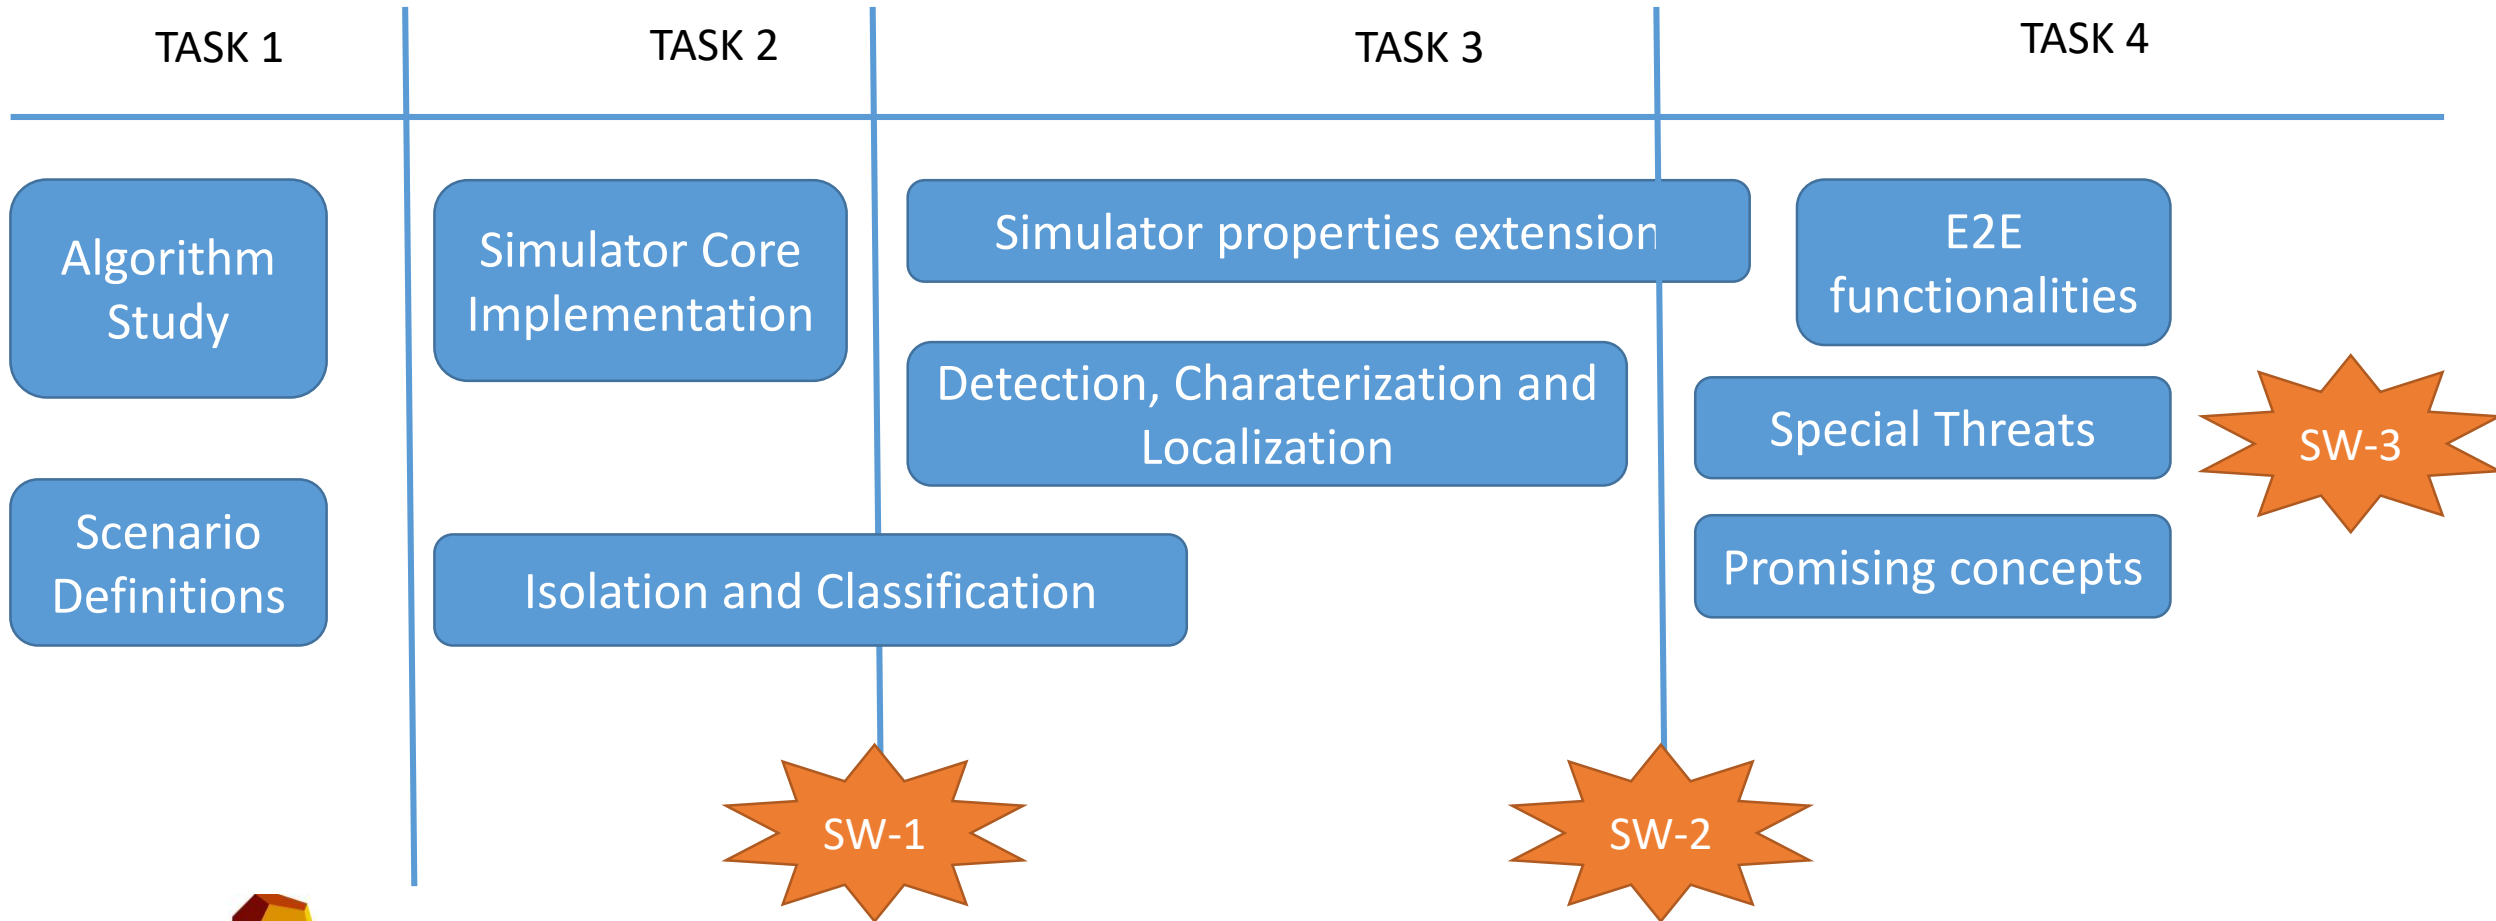 TASK 1
TASK 2
TASK 3
TASK 4
Algorithm
Study
Simulator Core
Implementation
Simulator properties extension
E2E
functionalities
Detection, Charaterization and
Localization
Special Threats
SW-3
Scenario
Definitions
Isolation and Classification
Promising concepts
SW-1
SW-2